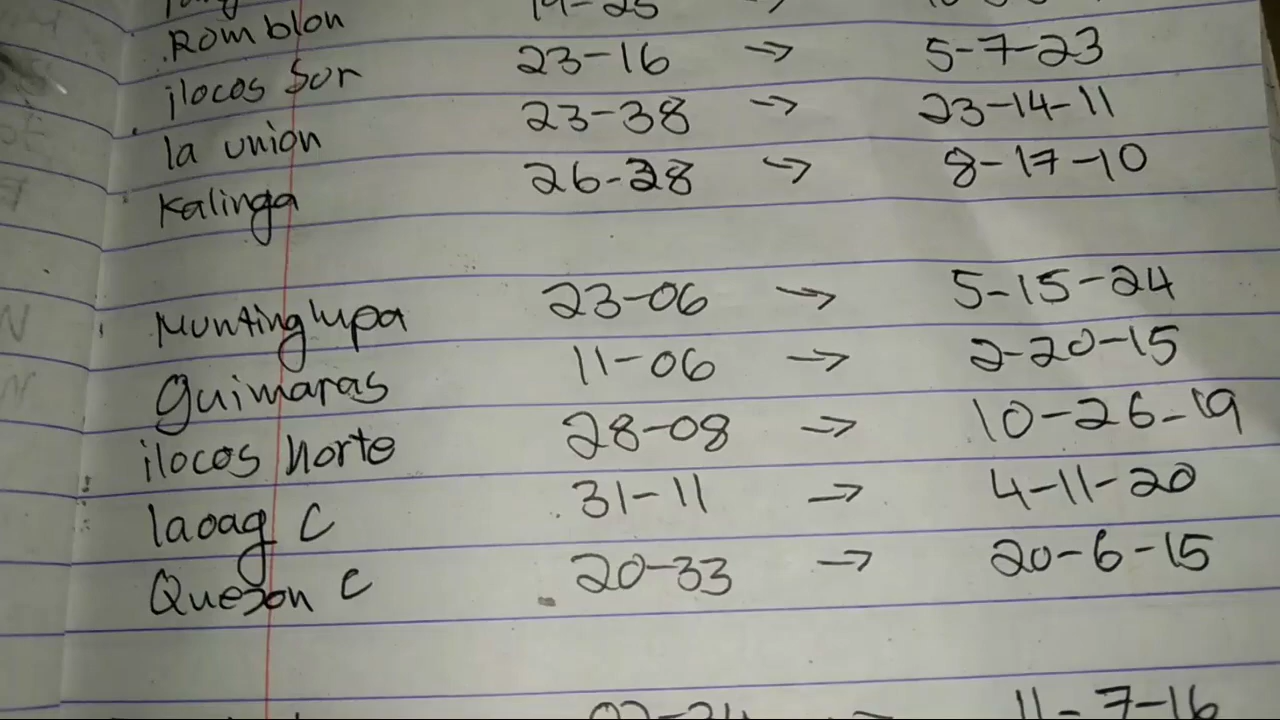 Romblon
ilocos Sur 23-16 → 5-7-23
la union 23-38 → 23-14-11
Kalinga 26-28 → 8-17-10
Muntinglupa 23-06 → 5-15-24
Guimaras 11-06 → 2-20-15
ilocos Norte 28-08 → 10-26-19
laoag C 31-11 → 4-11-20
Quezon C 20-33 → 20-6-15
11-7-16